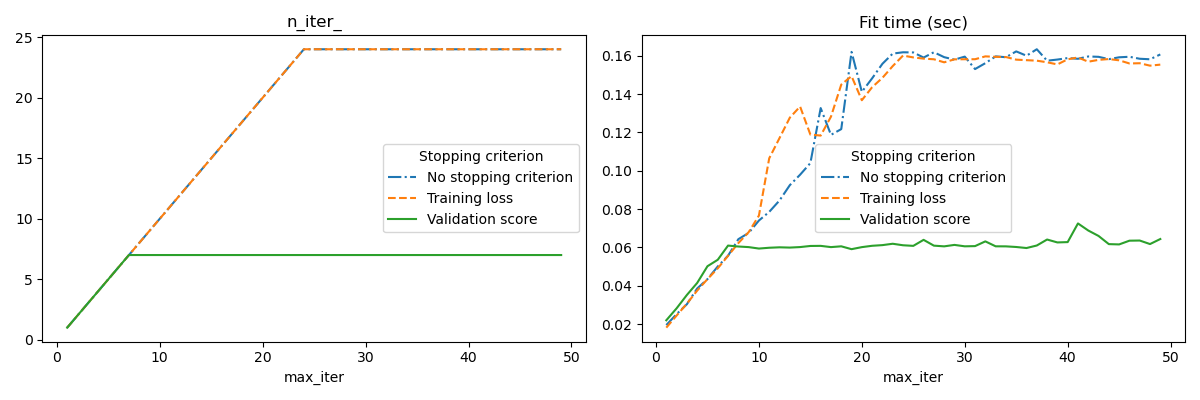 n_iter_
25
20
15
10
5
0
0
10
20
30
40
50
max_iter
Stopping criterion
No stopping criterion
Training loss
Validation score
Fit time (sec)
0.16
0.14
0.12
0.10
0.08
0.06
0.04
0.02
0
10
20
30
40
50
max_iter
Stopping criterion
No stopping criterion
Training loss
Validation score